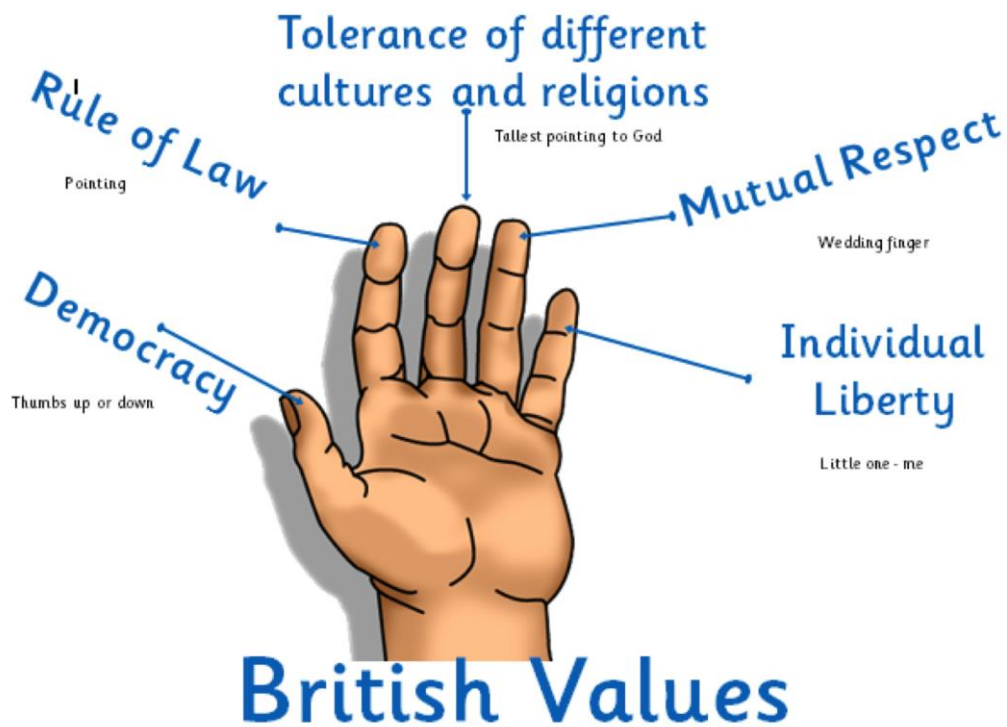 Tolerance of different
cultures and religions
Tallest pointing to God
Rule of Law
Pointing
Mutual Respect
Wedding finger
Democracy
Thumbs up or down
Individual
Liberty
Little one - me
British Values